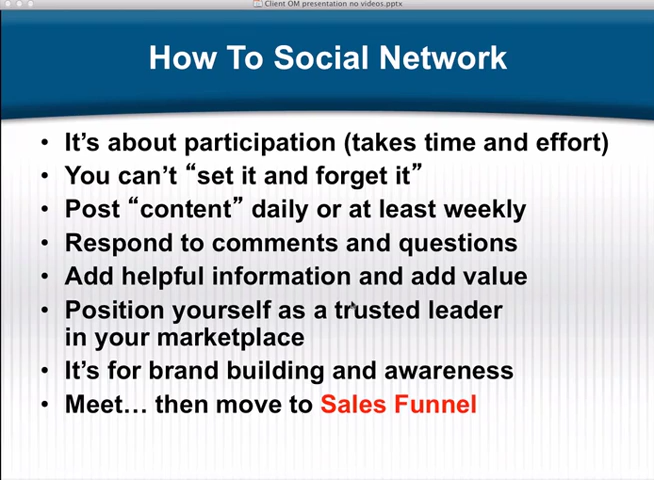 Client OM presentation no videos.pptx
How To Social Network
• It’s about participation (takes time and effort)
• You can’t “set it and forget it”
• Post “content” daily or at least weekly
• Respond to comments and questions
• Add helpful information and add value
• Position yourself as a trusted leader
in your marketplace
• It’s for brand building and awareness
• Meet… then move to Sales Funnel